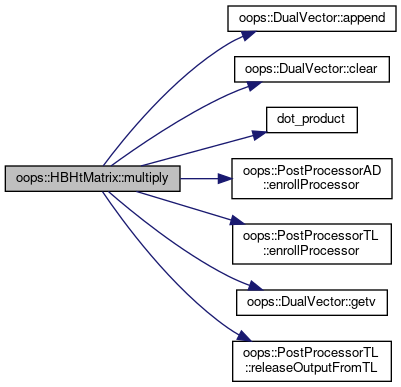 oops::HBHtMatrix::multiply
oops::DualVector::append
oops::DualVector::clear
dot_product
oops::PostProcessorAD
::enrollProcessor
oops::PostProcessorTL
::enrollProcessor
oops::DualVector::getv
oops::PostProcessorTL
::releaseOutputFromTL